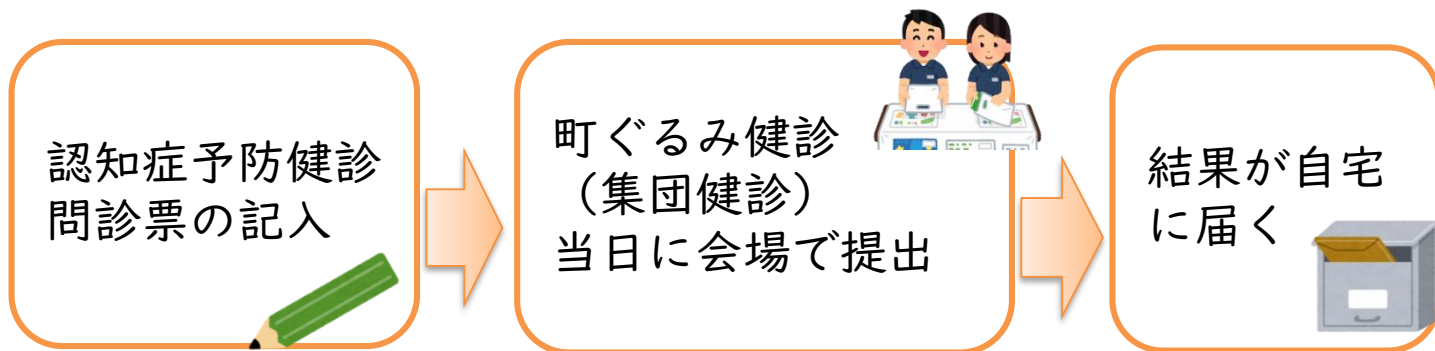 認知症予防健診
問診票の記入
町ぐるみ健診
（集団健診）
当日に会場で提出
結果が自宅
に届く